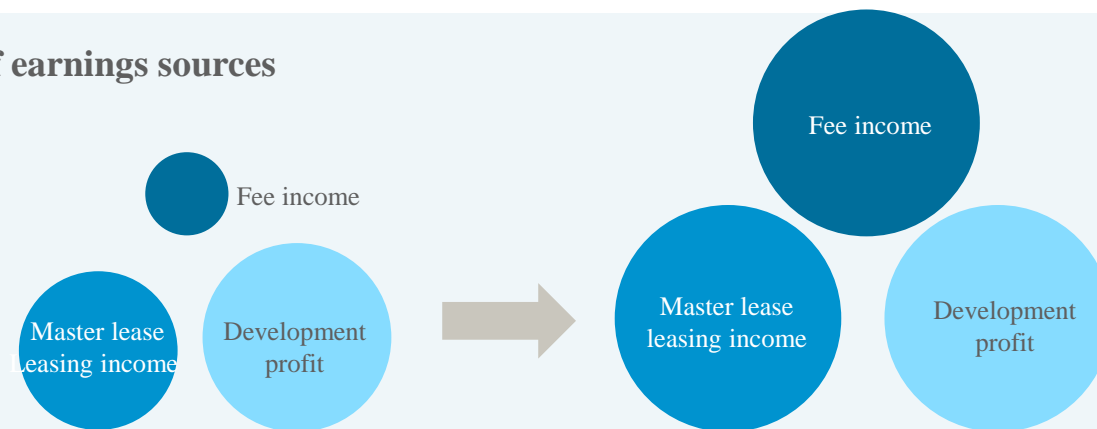 earnings sources
Fee income
Master lease
Leasing income
Development
profit
Fee income
Master lease
leasing income
Development
profit